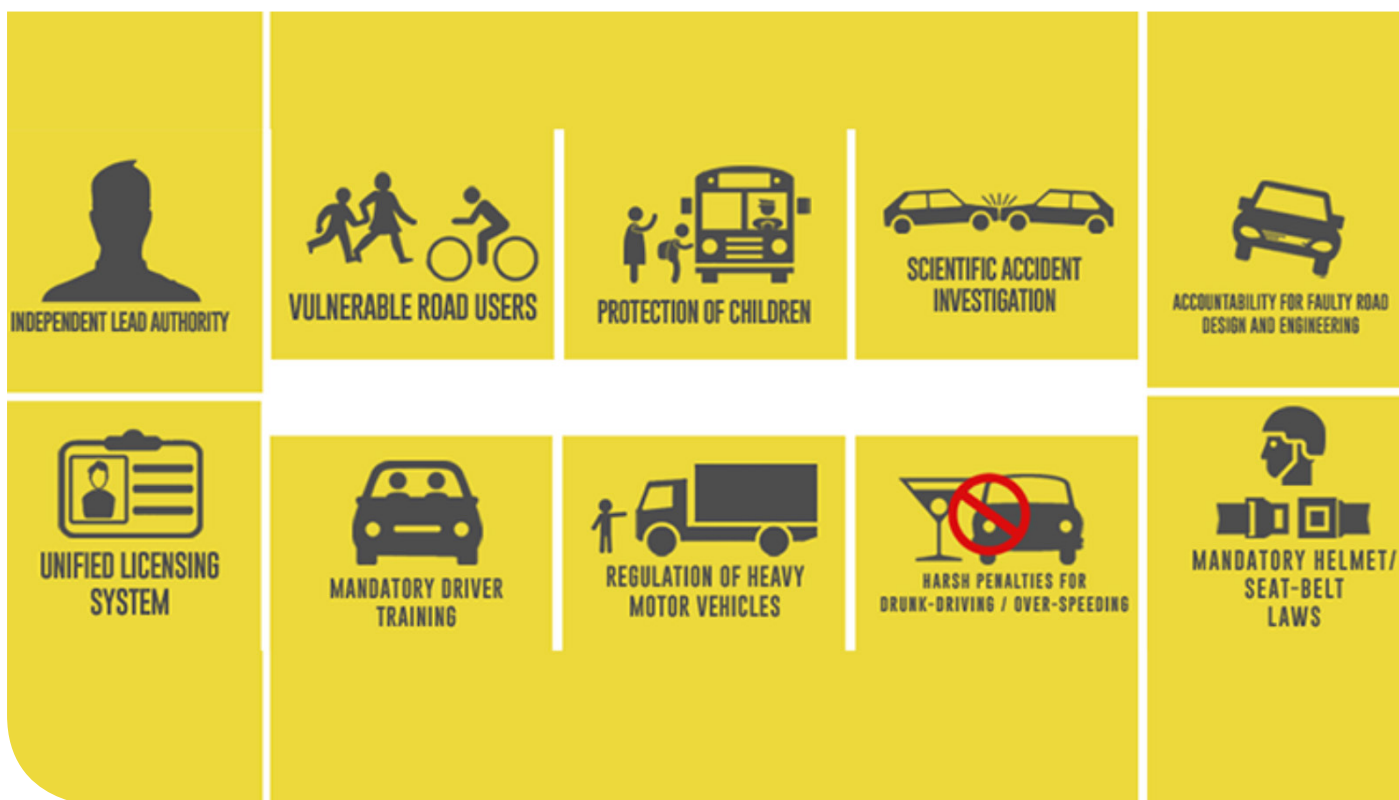 INDEPENDENT LEAD AUTHORITY
VULNERABLE ROAD USERS
PROTECTION OF CHILDREN
SCIENTIFIC ACCIDENT
INVESTIGATION
ACCOUNTABILITY FOR FAULTY ROAD
DESIGN AND ENGINEERING
UNIFIED LICENSING
SYSTEM
MANDATORY DRIVER
TRAINING
REGULATION OF HEAVY
MOTOR VEHICLES
HARSH PENALTIES FOR
DRUNK-DRIVING / OVER-SPEEDING
MANDATORY HELMET/
SEAT-BELT
LAWS